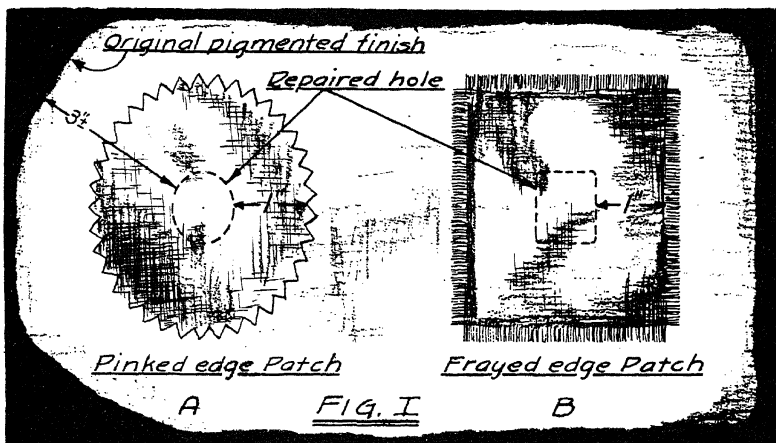 Original pigmented finish
Repaired hole
3½"
1"
1"
Pinked edge Patch
Frayed edge Patch
A
FIG. I
B